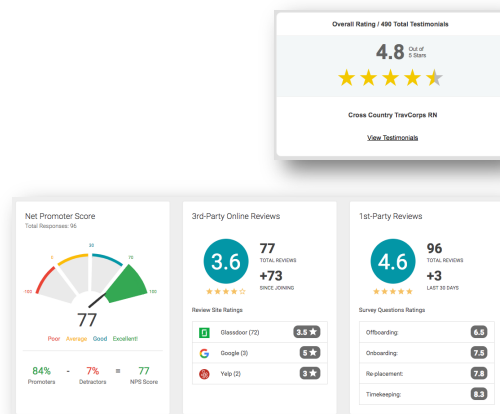 Overall Rating / 490 Total Testimonials
4.8 Out of
5 Stars
Cross Country TravCorps RN
View Testimonials
Net Promoter Score
Total Responses: 96
30
0 70
100 100
77
Poor Average Good Excellent!
84% - 7% = 77
Promoters Detractors NPS Score
3rd-Party Online Reviews
3.6
77
TOTAL REVIEWS
+73
SINCE JOINING
Review Site Ratings
Glassdoor (72) 3.5 ★
Google (3) 5 ★
Yelp (2) 3 ★
1st-Party Reviews
4.6
96
TOTAL REVIEWS
+3
LAST 30 DAYS
Survey Questions Ratings
Offboarding: 6.5
Onboarding: 7.5
Re-placement: 7.8
Timekeeping: 8.3